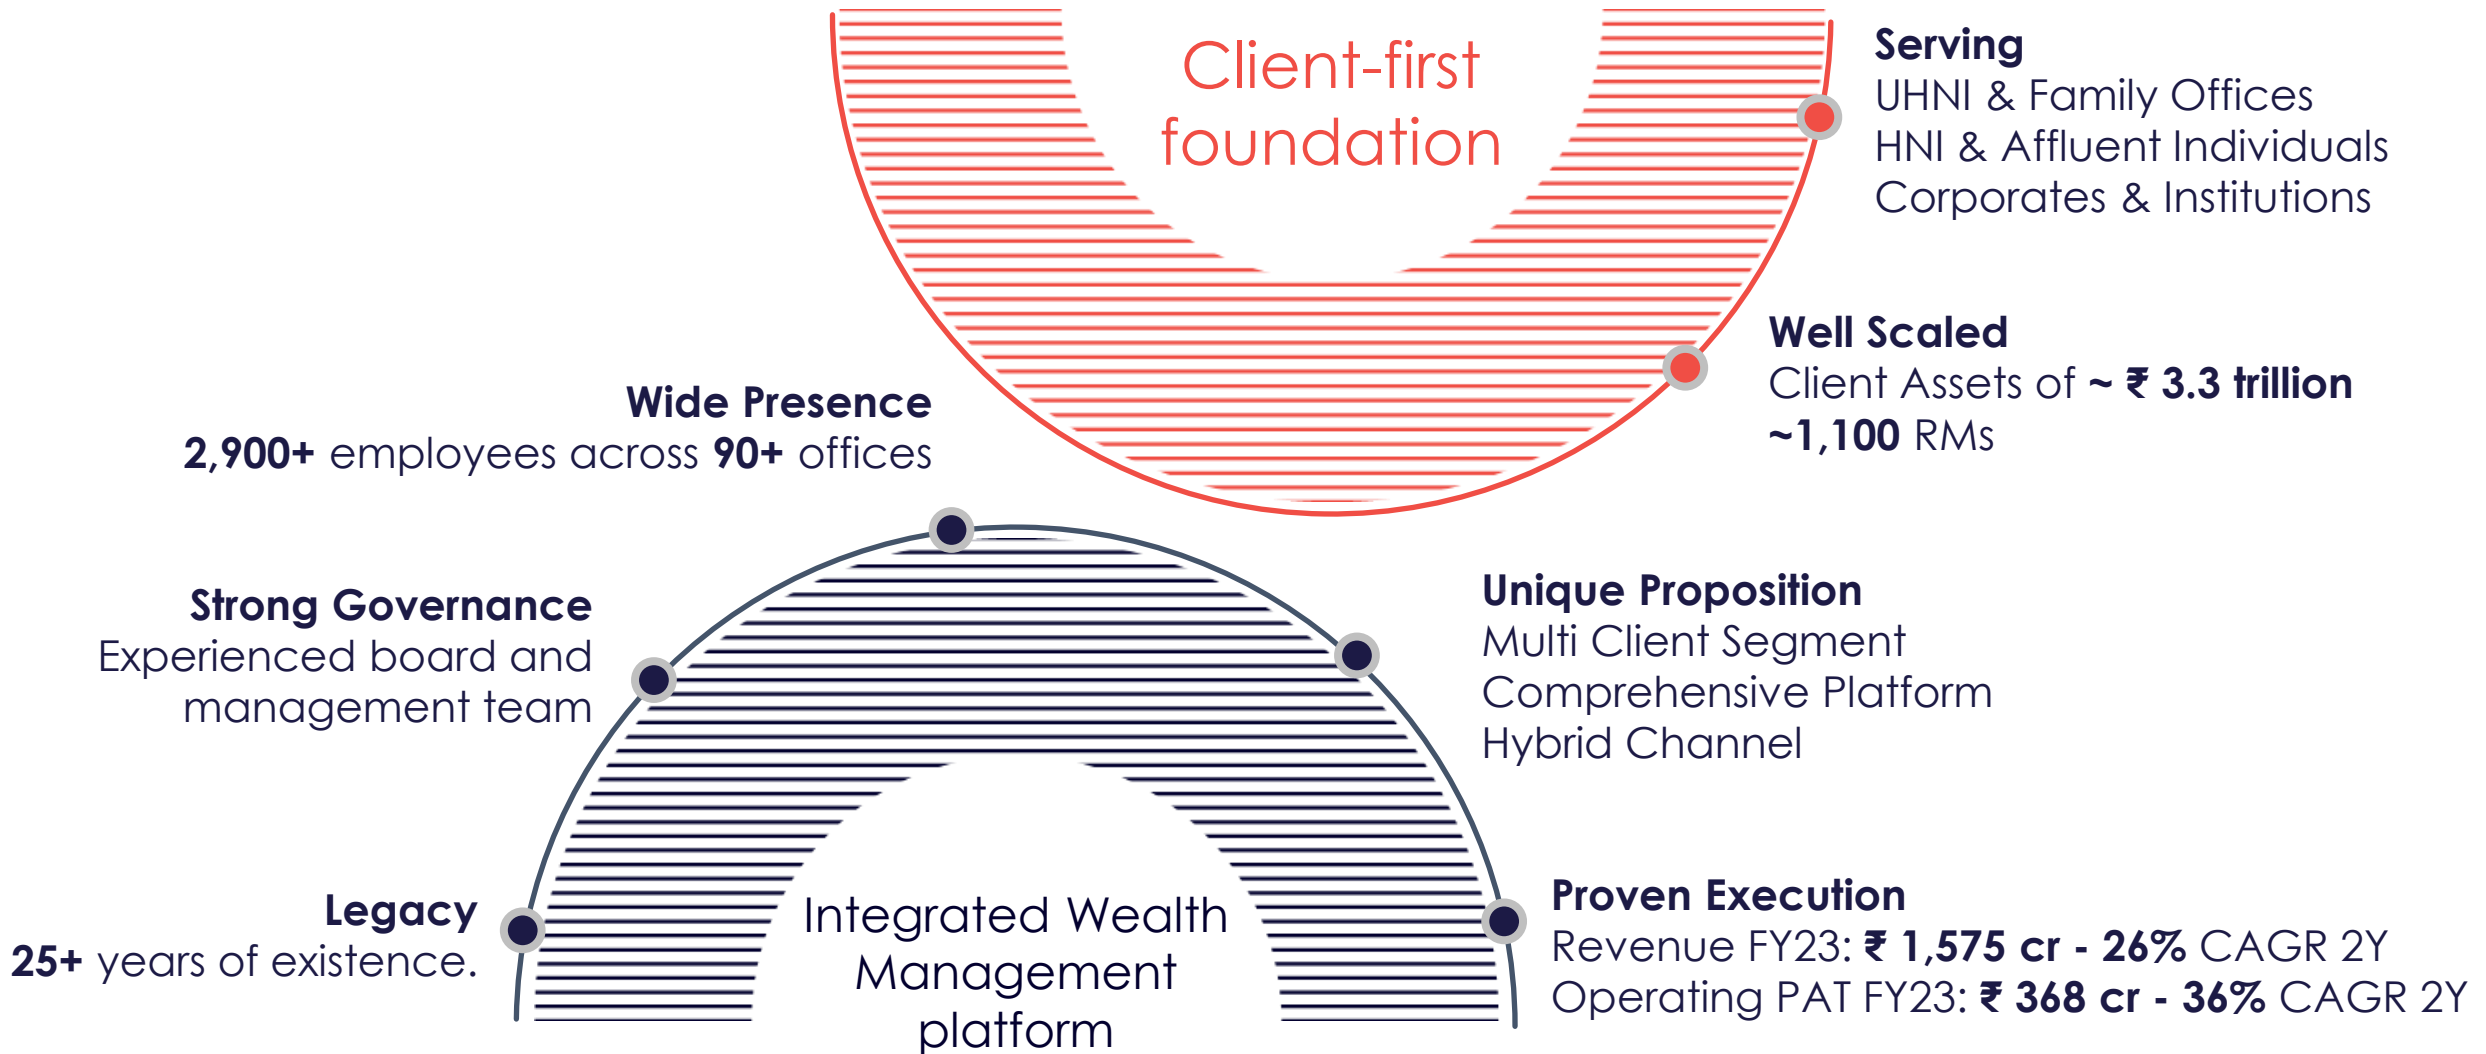 Client-first
foundation
Serving
UHNI & Family Offices
HNI & Affluent Individuals
Corporates & Institutions
Well Scaled
Client Assets of ~ ₹ 3.3 trillion
~1,100 RMs
Wide Presence
2,900+ employees across 90+ offices
Strong Governance
Experienced board and
management team
Unique Proposition
Multi Client Segment
Comprehensive Platform
Hybrid Channel
Legacy
25+ years of existence.
Integrated Wealth
Management
platform
Proven Execution
Revenue FY23: ₹ 1,575 cr - 26% CAGR 2Y
Operating PAT FY23: ₹ 368 cr - 36% CAGR 2Y